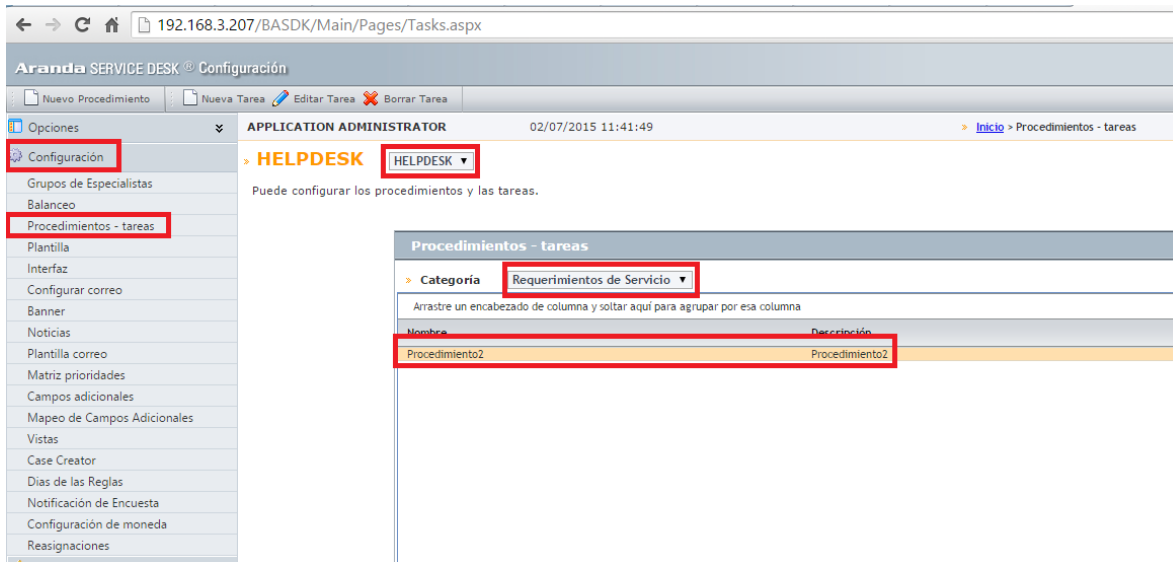 192.168.3.207/BASDK/Main/Pages/Tasks.aspx
Aranda SERVICE DESK ® Configuración
Nuevo Procedimiento Nueva Tarea Editar Tarea Borrar Tarea
Opciones
APPLICATION ADMINISTRATOR 02/07/2015 11:41:49 » Inicio > Procedimientos - tareas
Configuración
» HELPDESK HELPDESK ▼
Grupos de Especialistas
Puede configurar los procedimientos y las tareas.
Balanceo
Procedimientos - tareas
Plantilla
Interfaz
Configurar correo
Banner
Noticias
Plantilla correo
Matriz prioridades
Campos adicionales
Mapeo de Campos Adicionales
Vistas
Case Creator
Dias de las Reglas
Notificación de Encuesta
Configuración de moneda
Reasignaciones
Procedimientos - tareas
» Categoría Requerimientos de Servicio ▼
Arrastre un encabezado de columna y soltar aquí para agrupar por esa columna
Nombre Descripción
Procedimiento2 Procedimiento2